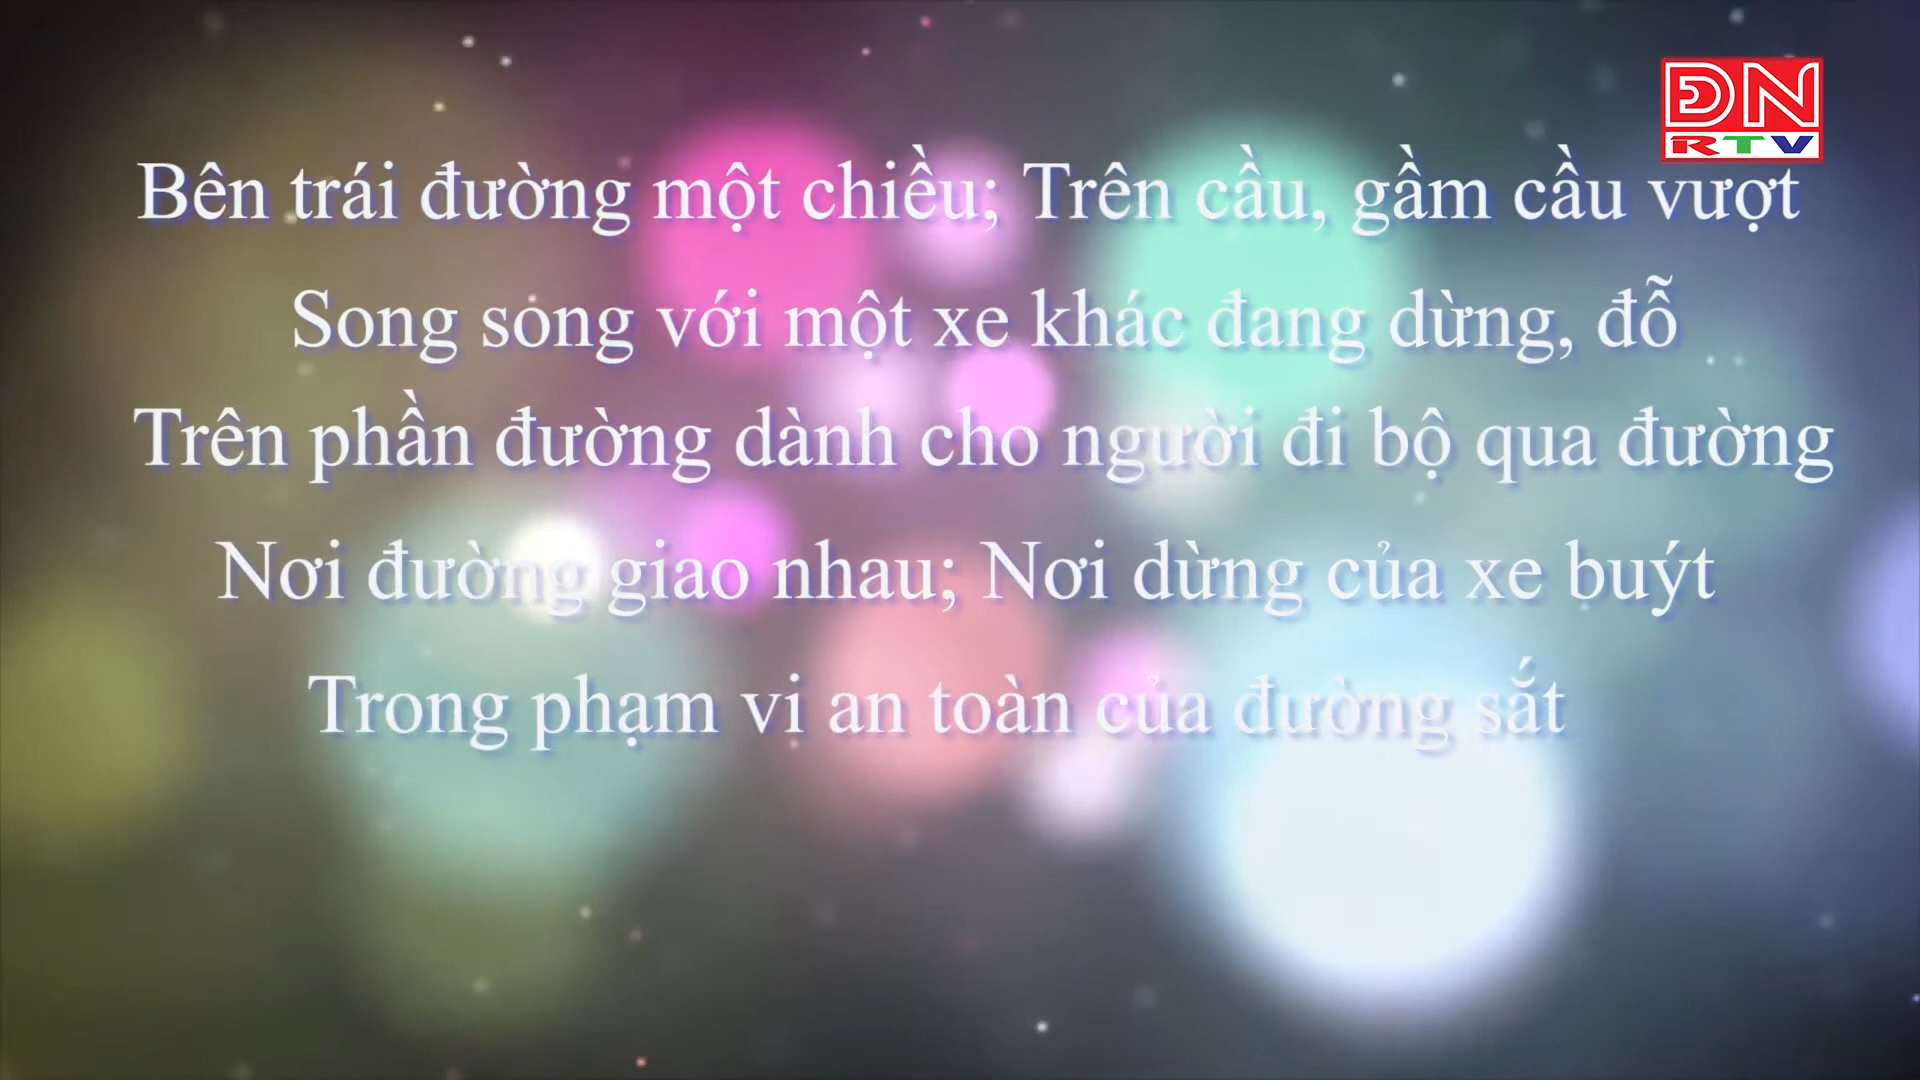 ĐN
RTV
Bên trái đường một chiều; Trên cầu, gầm cầu vượt
Song song với một xe khác đang dừng, đỗ
Trên phần đường dành cho người đi bộ qua đường
Nơi đường giao nhau; Nơi dừng của xe buýt
Trong phạm vi an toàn của đường sắt